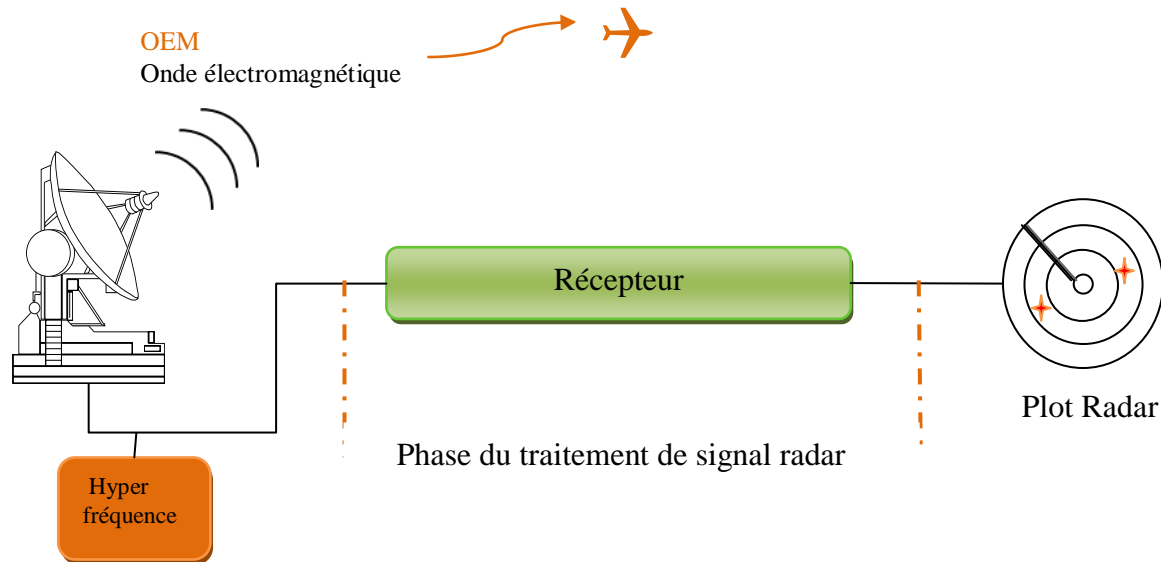 OEM
Onde électromagnétique
Récepteur
Plot Radar
Phase du traitement de signal radar
Hyper
fréquence